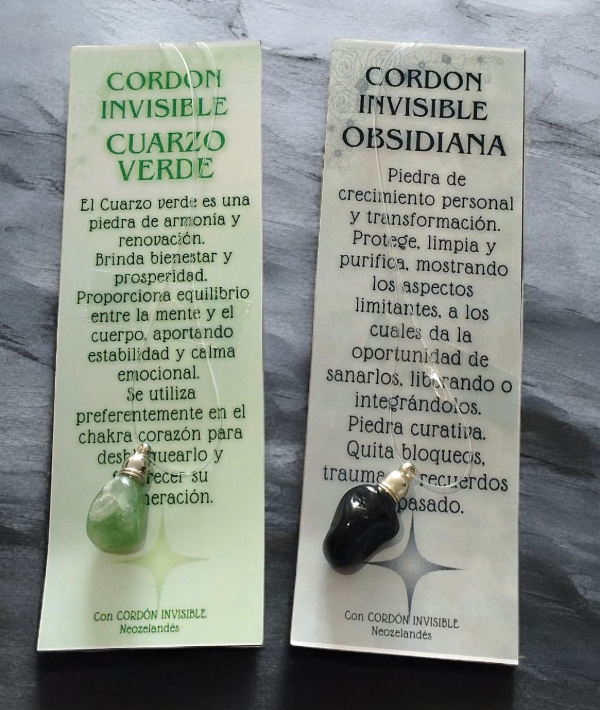 CORDON
INVISIBLE
CUARZO
VERDE
El Cuarzo verde es una
piedra de armonía y
renovación.
Brinda bienestar y
prosperidad.
Proporciona equilibrio
entre la mente y el
cuerpo, aportando
estabilidad y calma
emocional.
Se utiliza
preferentemente en el
chakra corazón para
y
su
Con CORDÓN INVISIBLE
Neozelandés
CORDON
INVISIBLE
OBSIDIANA
Piedra de
crecimiento personal
y transformación.
Protege, limpia y
purifica, mostrando
los aspectos
limitantes, a los
cuales da la
oportunidad de
sanarlos, liberando o
integrándolos.
Piedra curativa.
Quita bloqueos,
recuerdos
pasado.
Con CORDÓN INVISIBLE
Neozelandés